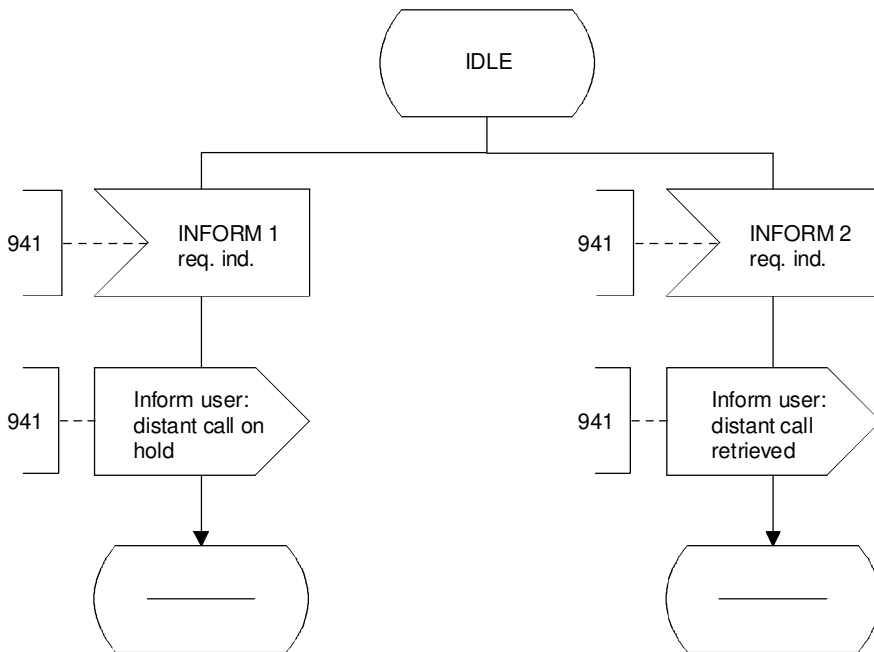 IDLE
941
INFORM 1
req. ind.
941
INFORM 2
req. ind.
941
Inform user:
distant call on
hold
941
Inform user:
distant call
retrieved